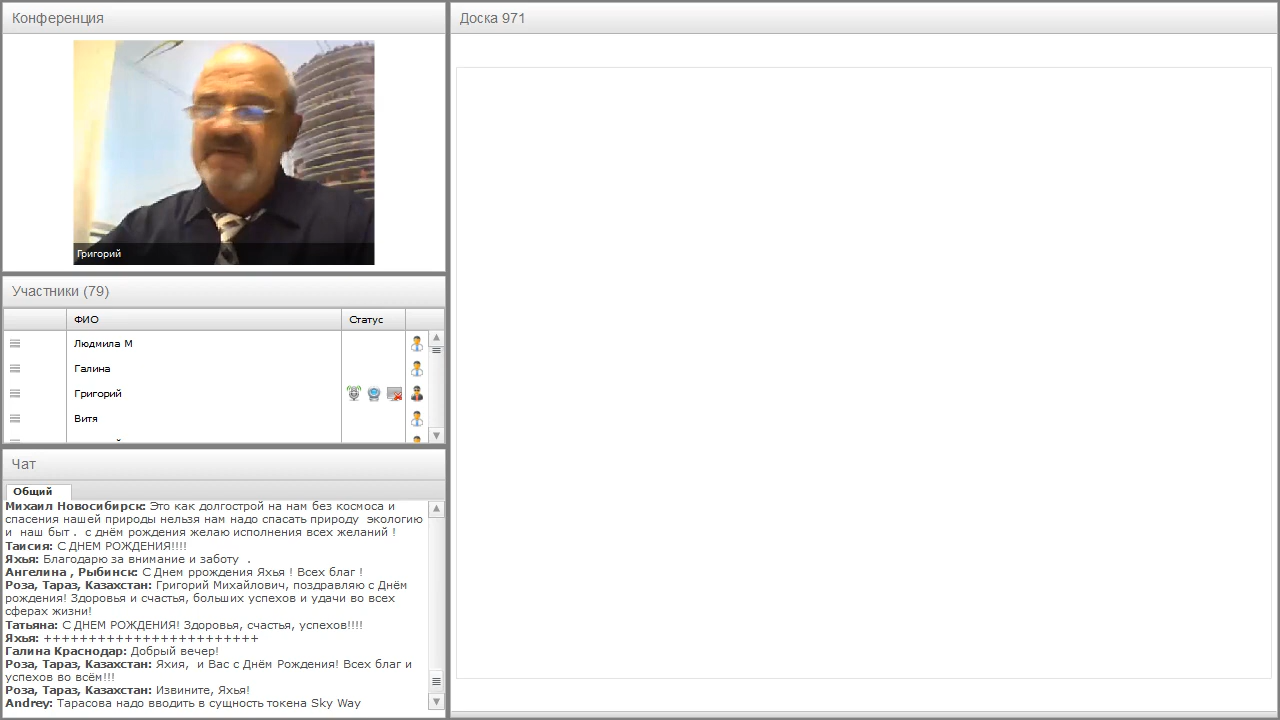 Конференция
Григорий
Участники (79)
ФИО
Статус
Людмила М
Галина
Григорий
Витя
Чат
Общий
Михаил Новосибирск: Это как долгострой на нам без космоса и
спасения нашей природы нельзя нам надо спасать природу экологию
и наш быт . с днём рождения желаю исполнения всех желаний !
Таисия: С ДНЕМ РОЖДЕНИЯ!!!!
Яхья: Благодарю за внимание и заботу .
Ангелина , Рыбинск: С Днем ррождения Яхья ! Всех благ !
Роза, Тараз, Казахстан: Григорий Михайлович, поздравляю с Днём
рождения! Здоровья и счастья, больших успехов и удачи во всех
сферах жизни!
Татьяна: С ДНЕМ РОЖДЕНИЯ! Здоровья, счастья, успехов!!!!
Яхья: ++++++++++++++++++++++++
Галина Краснодар: Добрый вечер!
Роза, Тараз, Казахстан: Яхия, и Вас с Днём Рождения! Всех благ и
успехов во всём!!!
Роза, Тараз, Казахстан: Извините, Яхья!
Andrey: Тарасова надо вводить в сущность токена Sky Way
Доска 971